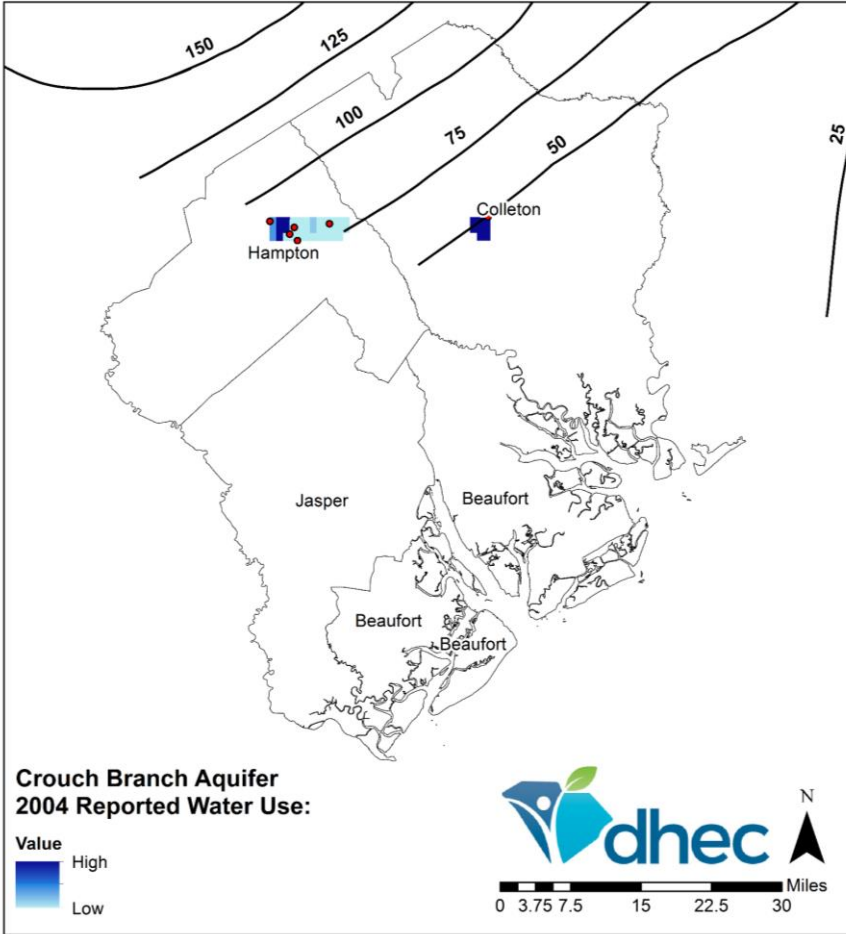 150
125
100
75
50
25
Colleton
Hampton
Jasper
Beaufort
Beaufort
Beaufort
Crouch Branch Aquifer
2004 Reported Water Use:
Value
High
Low
dhec
N
Miles
0 3.75 7.5 15 22.5 30